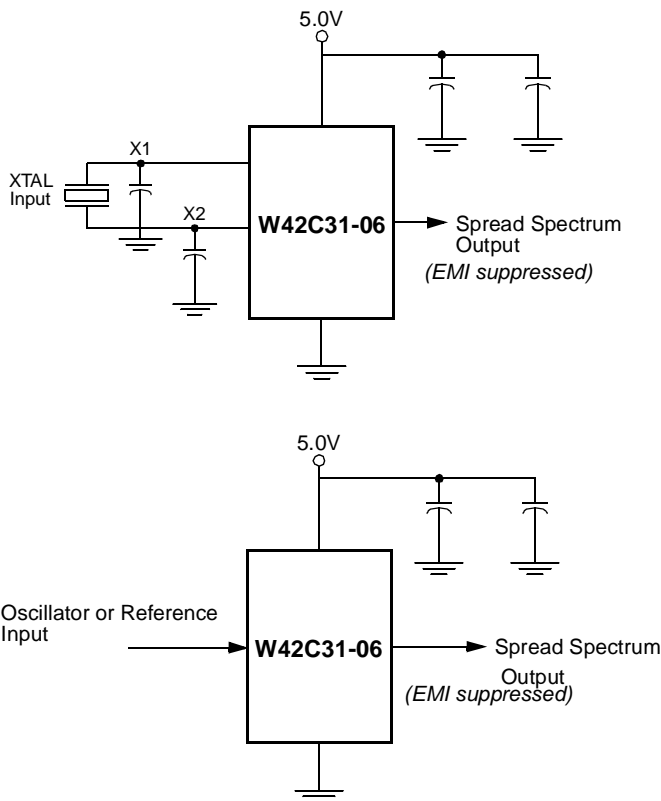 5.0V
X1
XTAL
Input
X2
W42C31-06
Spread Spectrum
Output
(EMI suppressed)
5.0V
Oscillator or Reference
Input
W42C31-06
Spread Spectrum
Output
(EMI suppressed)